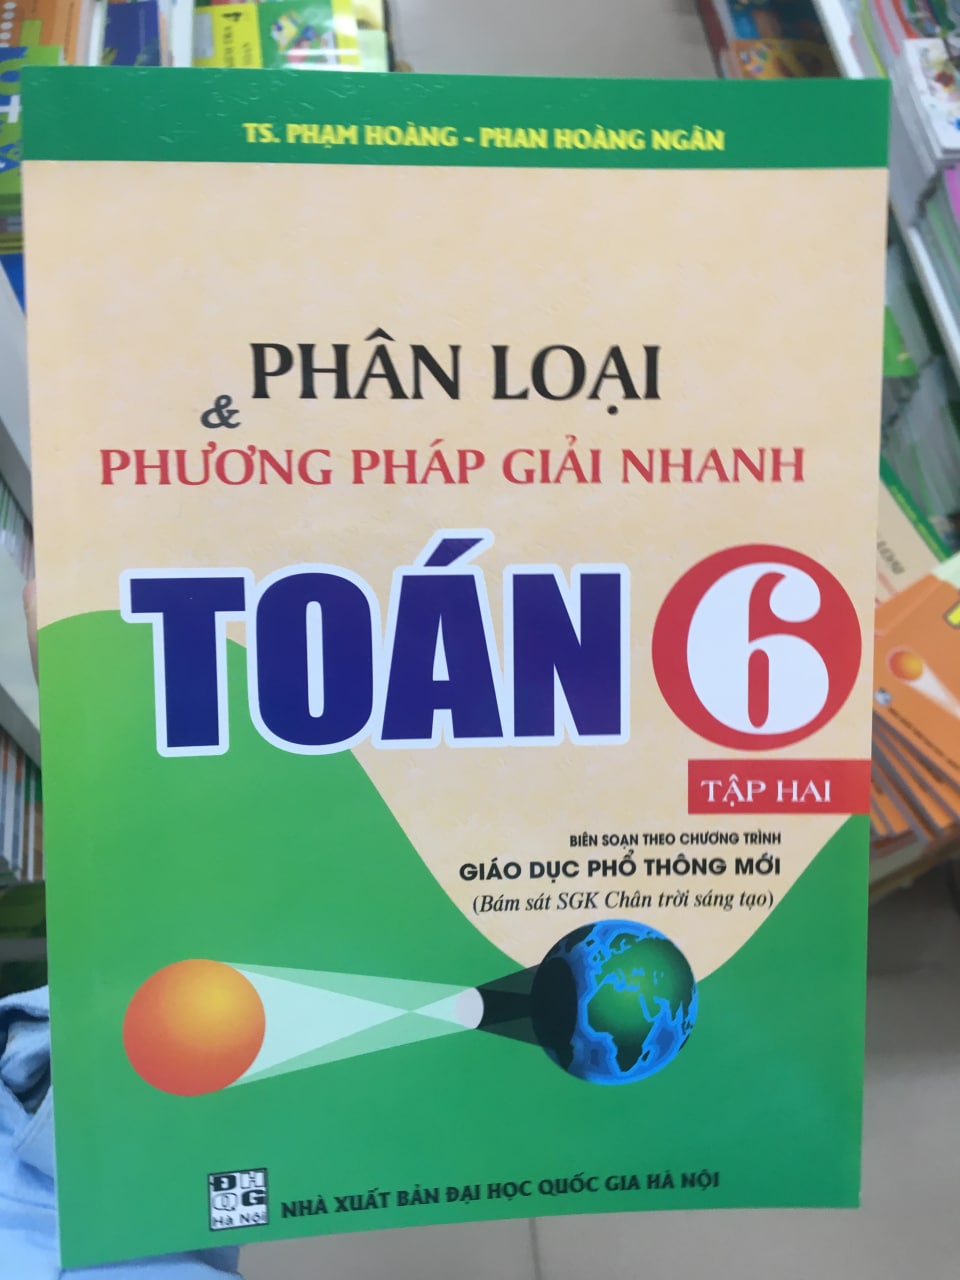 TS. PHẠM HOÀNG - PHAN HOÀNG NGÂN
PHÂN LOẠI
&
PHƯƠNG PHÁP GIẢI NHANH
TOÁN 6
TẬP HAI
BIÊN SOẠN THEO CHƯƠNG TRÌNH
GIÁO DỤC PHỔ THÔNG MỚI
(Bám sát SGK Chân trời sáng tạo)
ĐH
QG
Hà Nội
NHÀ XUẤT BẢN ĐẠI HỌC QUỐC GIA HÀ NỘI